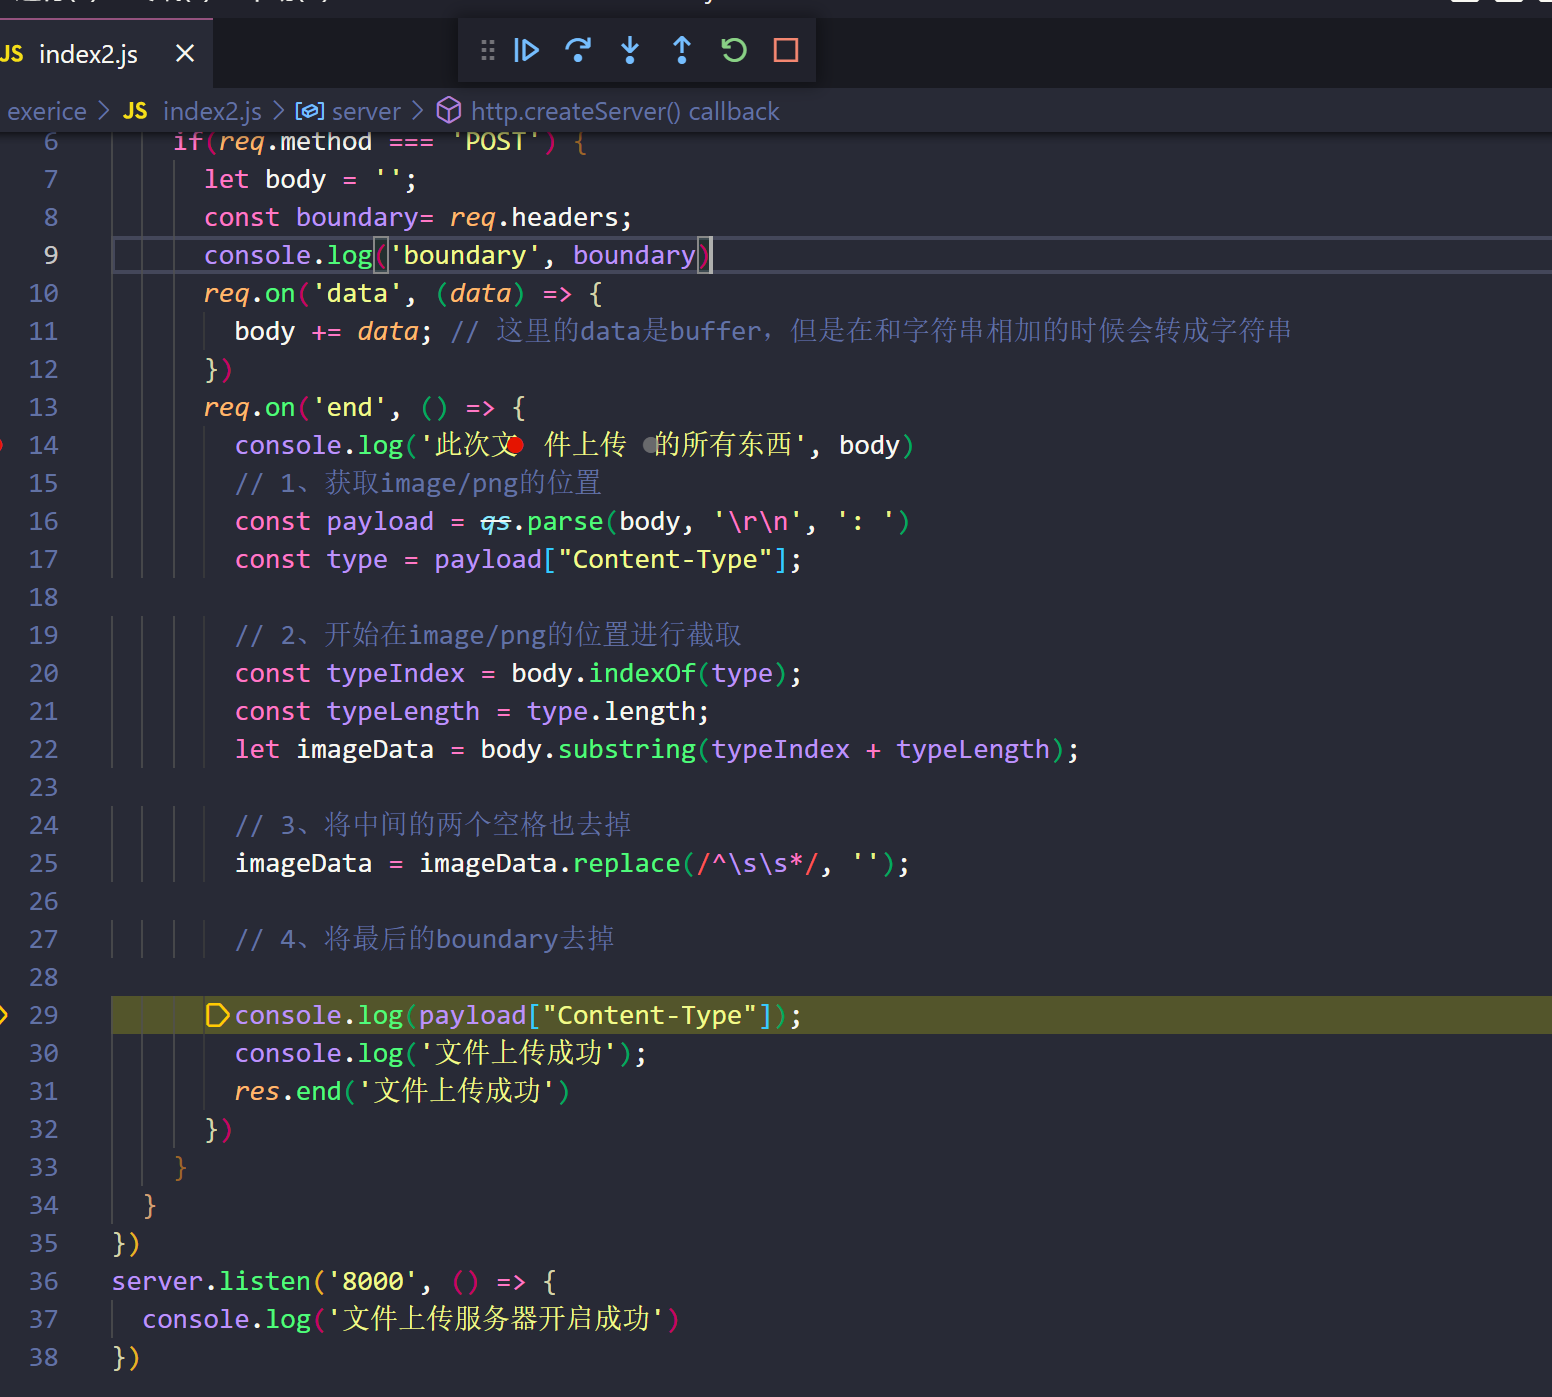 JS index2.js
exerice > JS index2.js > server > http.createServer() callback
6 if(req.method === 'POST') {
7 let body = '';
8 const boundary= req.headers;
9 console.log('boundary', boundary)
10 req.on('data', (data) => {
11 body += data; // 这里的data是buffer，但是在和字符串相加的时候会转成字符串
12 })
13 req.on('end', () => {
14 console.log('此次文 件上传 的所有东西', body)
15 // 1、获取image/png的位置
16 const payload = qs.parse(body, '\r\n', ': ')
17 const type = payload["Content-Type"];
18
19 // 2、开始在image/png的位置进行截取
20 const typeIndex = body.indexOf(type);
21 const typeLength = type.length;
22 let imageData = body.substring(typeIndex + typeLength);
23
24 // 3、将中间的两个空格也去掉
25 imageData = imageData.replace(/^\s\s*/, '');
26
27 // 4、将最后的boundary去掉
28
29 console.log(payload["Content-Type"]);
30 console.log('文件上传成功');
31 res.end('文件上传成功')
32 })
33 }
34 }
35 })
36 server.listen('8000', () => {
37 console.log('文件上传服务器开启成功')
38 })